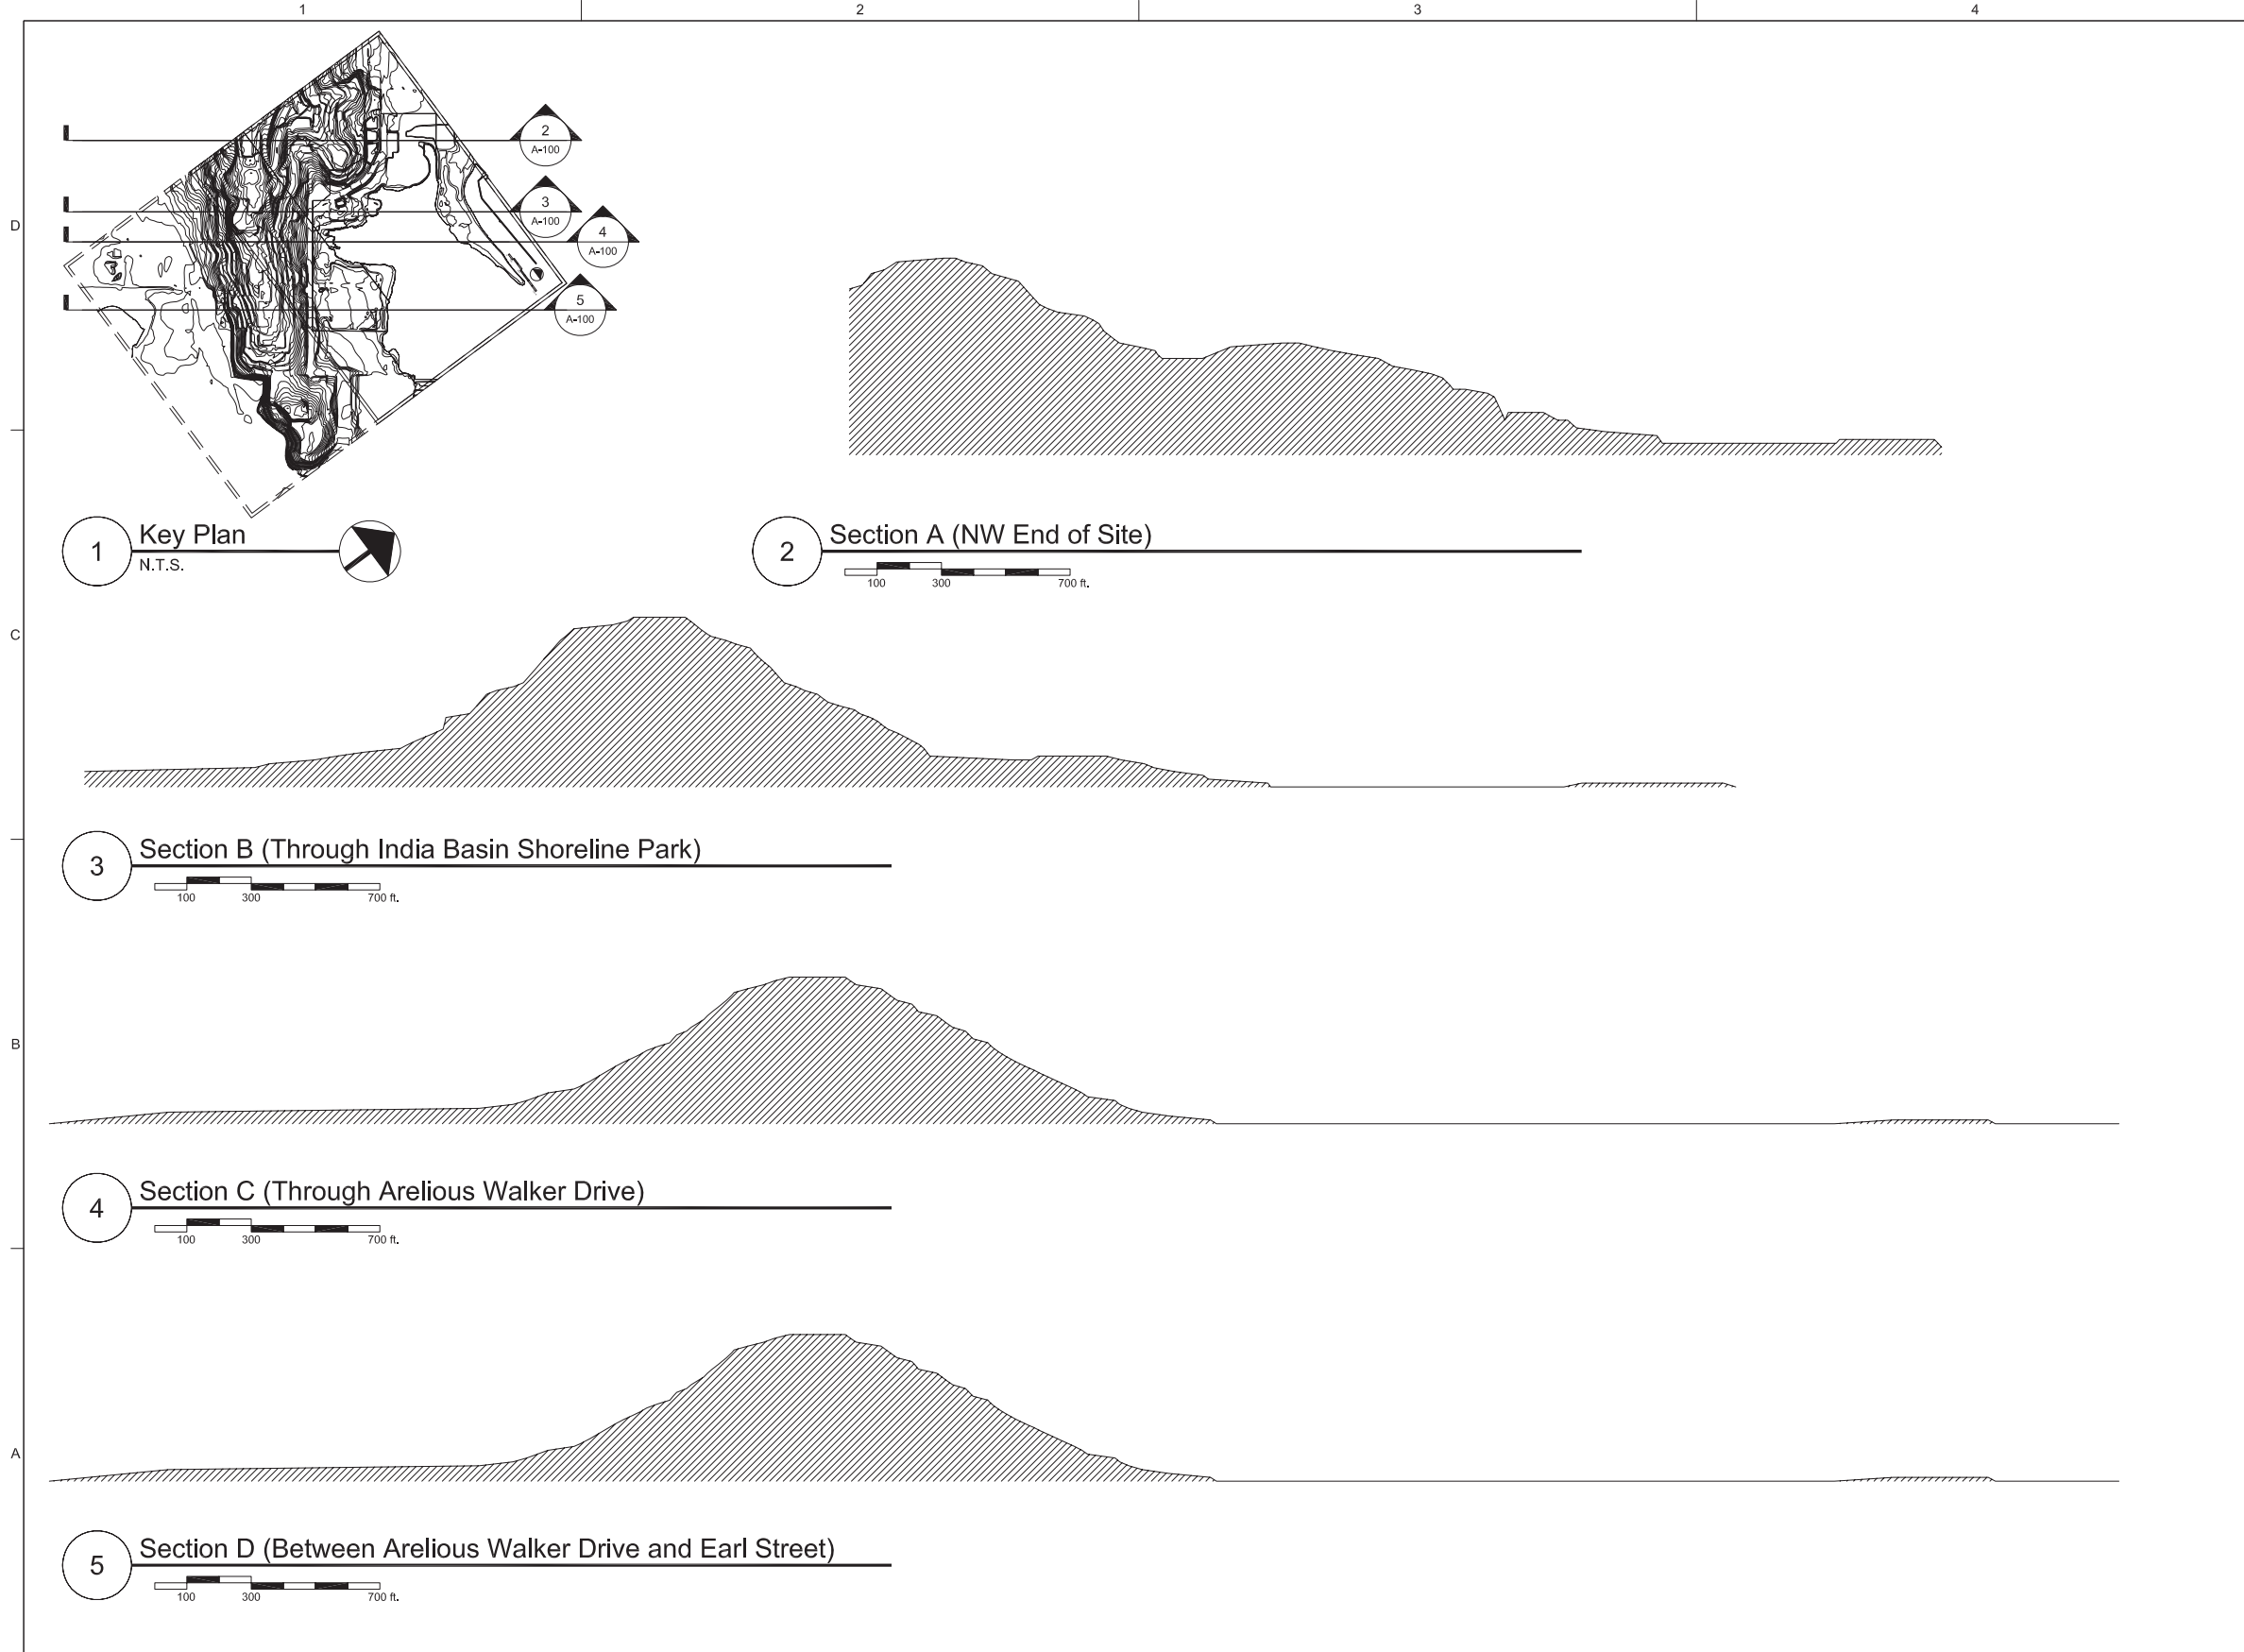 1 2 3 4
D
C
B
A
2
A-100
3
A-100
4
A-100
5
A-100
1 Key Plan
N.T.S.
2 Section A (NW End of Site)
100 300 700 ft.
3 Section B (Through India Basin Shoreline Park)
100 300 700 ft.
4 Section C (Through Arelious Walker Drive)
100 300 700 ft.
5 Section D (Between Arelious Walker Drive and Earl Street)
100 300 700 ft.